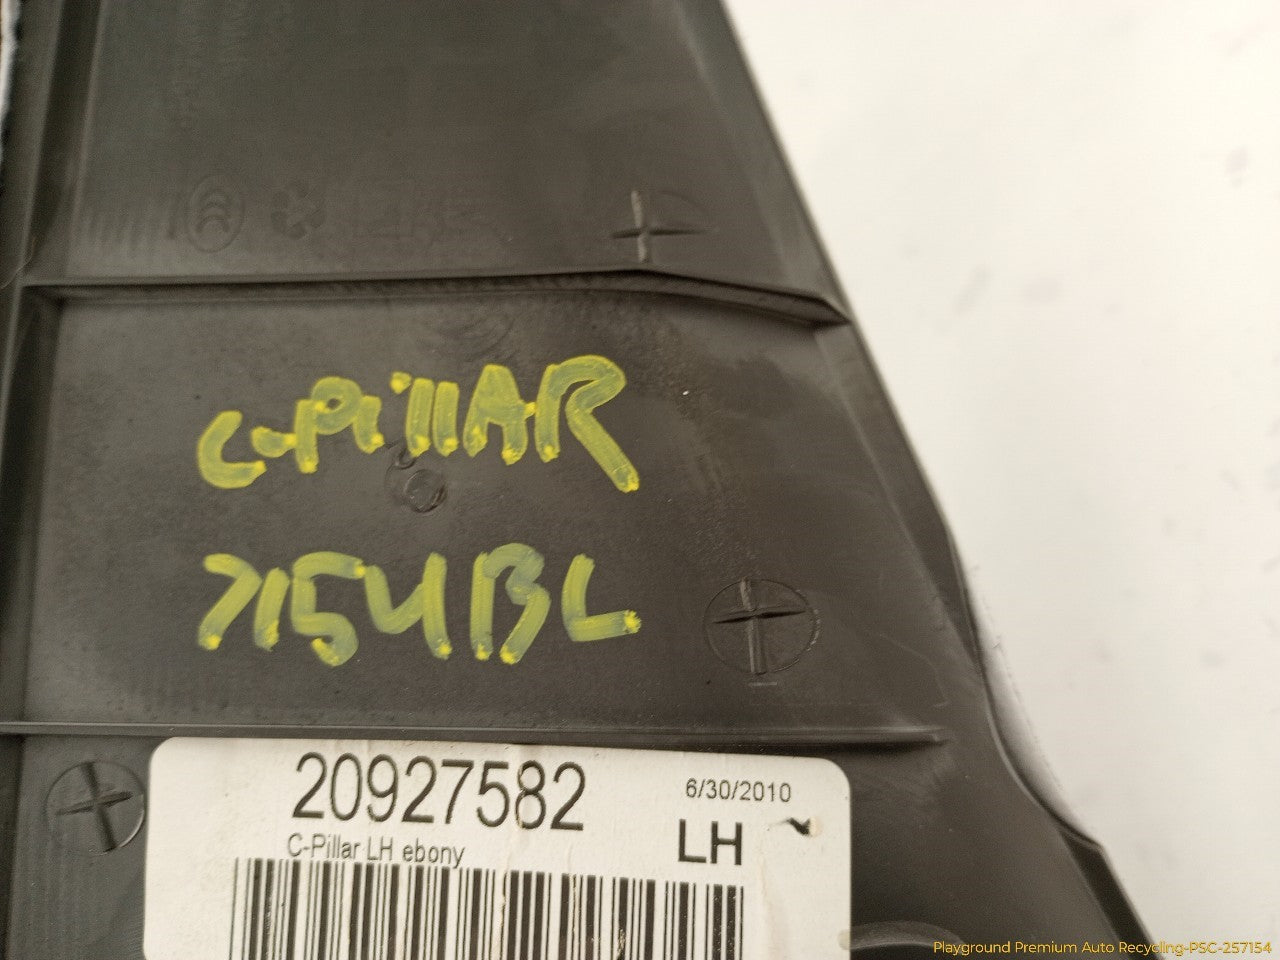 C-PillAR
7154BL
20927582
6/30/2010
C-Pillar LH ebony
LH
Playground Premium Auto Recycling-PSC-257154